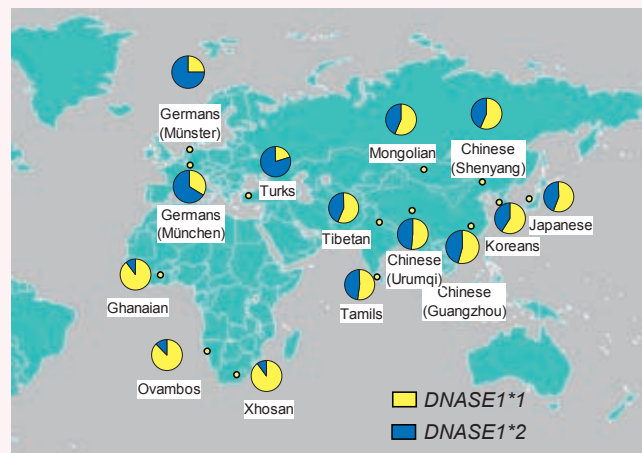 Germans
(Münster)
Mongolian
Chinese
(Shenyang)
Turks
Germans
(München)
Tibetan
Japanese
Koreans
Chinese
(Urumqi)
Chinese
(Guangzhou)
Tamils
Ghanaian
Ovambos
Xhosan
DNASE1*1
DNASE1*2